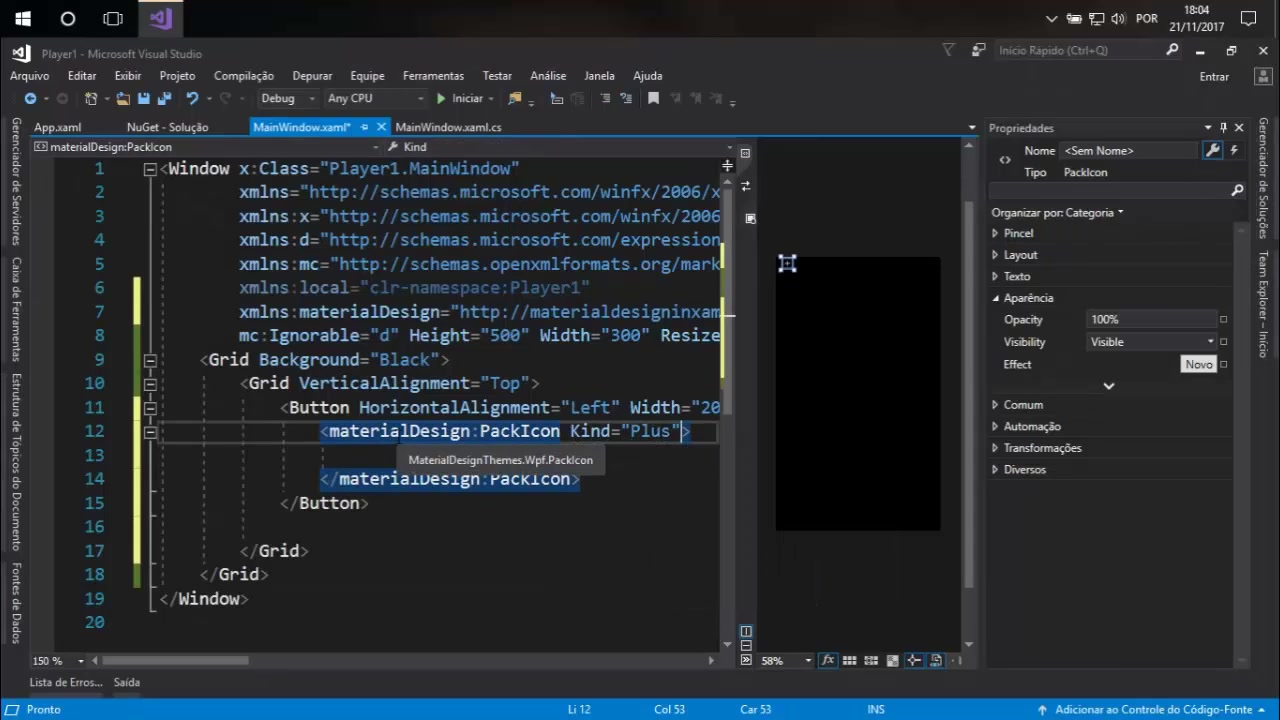 18:04
POR
21/11/2017
Player1 - Microsoft Visual Studio
Início Rápido (Ctrl+Q)
Arquivo Editar Exibir Projeto Compilação Depurar Equipe Ferramentas Testar Análise Janela Ajuda
Entrar
Debug Any CPU Iniciar
App.xaml NuGet - Solução MainWindow.xaml* MainWindow.xaml.cs
materialDesign:PackIcon Kind
1 <Window x:Class="Player1.MainWindow"
2 xmlns="http://schemas.microsoft.com/winfx/2006/x
3 xmlns:x="http://schemas.microsoft.com/winfx/2006
4 xmlns:d="http://schemas.microsoft.com/expression
5 xmlns:mc="http://schemas.openxmlformats.org/mark
6 xmlns:local="clr-namespace:Player1"
7 xmlns:materialDesign="http://materialdesigninxam
8 mc:Ignorable="d" Height="500" Width="300" Resize
9 <Grid Background="Black">
10 <Grid VerticalAlignment="Top">
11 <Button HorizontalAlignment="Left" Width="20
12 <materialDesign:PackIcon Kind="Plus">
13
MaterialDesignThemes.Wpf.PackIcon
14 </materialDesign:PackIcon>
15 </Button>
16
17 </Grid>
18 </Grid>
19 </Window>
20
150 %
58%
Gerenciador de Servidores
Caixa de Ferramentas
Estrutura de Tópicos do Documento
Fontes de Dados
Propriedades
Nome <Sem Nome>
Tipo PackIcon
Organizar por: Categoria
Pincel
Layout
Texto
Aparência
Opacity 100%
Visibility Visible
Effect Novo
Comum
Automação
Transformações
Diversos
Gerenciador de Soluções
Team Explorer - Início
Lista de Erros... Saída
Pronto Li 12 Col 53 Car 53 INS Adicionar ao Controle do Código-Fonte